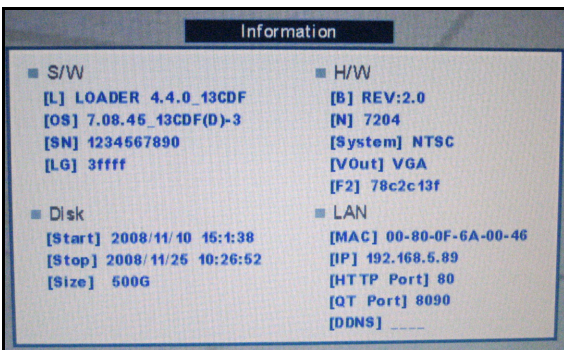 Information
S/W
[L] LOADER 4.4.0_13CDF
[OS] 7.08.45_13CDF(D)-3
[SN] 1234567890
[LG] 3ffff
H/W
[B] REV:2.0
[N] 7204
[System] NTSC
[VOut] VGA
[F2] 78c2c13f
Disk
[Start] 2008/11/10 15:1:38
[Stop] 2008/11/25 10:26:52
[Size] 500G
LAN
[MAC] 00-80-0F-6A-00-46
[IP] 192.168.5.89
[HTTP Port] 80
[QT Port] 8090
[DDNS] ____